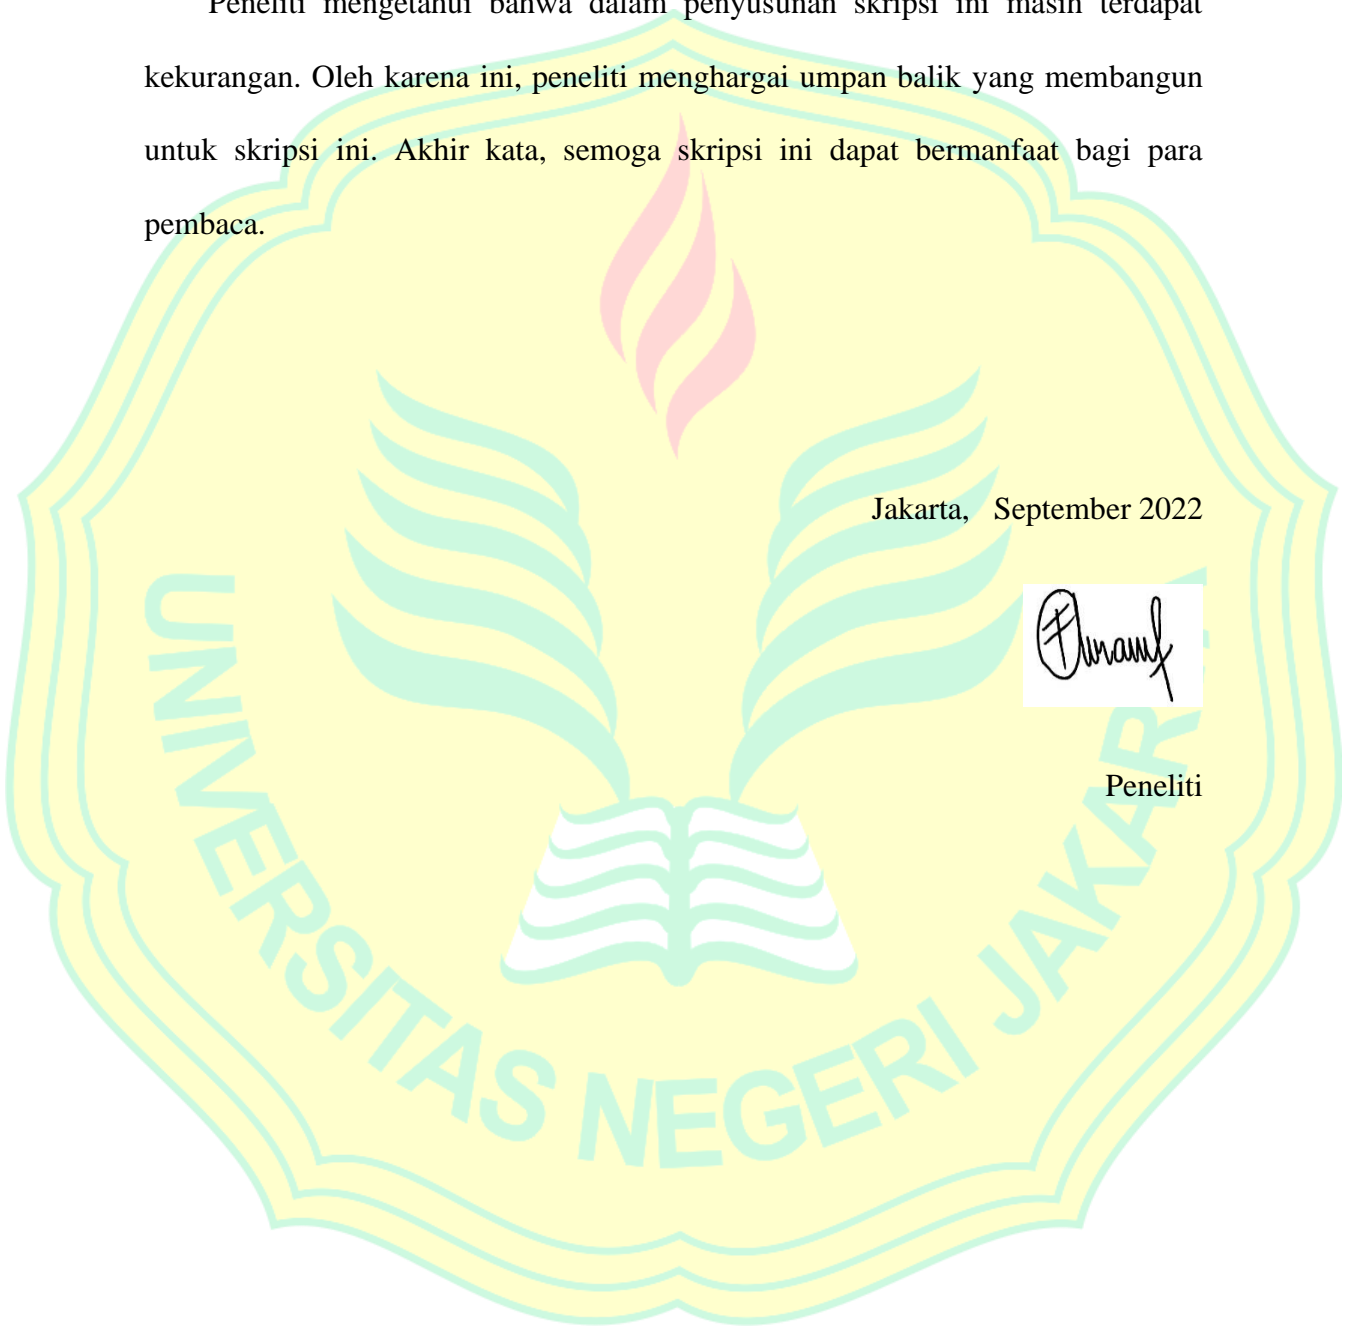 Peneliti mengetahui bahwa dalam penyusunan skripsi ini masih terdapat
kekurangan. Oleh karena ini, peneliti menghargai umpan balik yang membangun
untuk skripsi ini. Akhir kata, semoga skripsi ini dapat bermanfaat bagi para
pembaca.
Jakarta, September 2022
Peneliti
UNIVERSITAS NEGERI JAKARTA